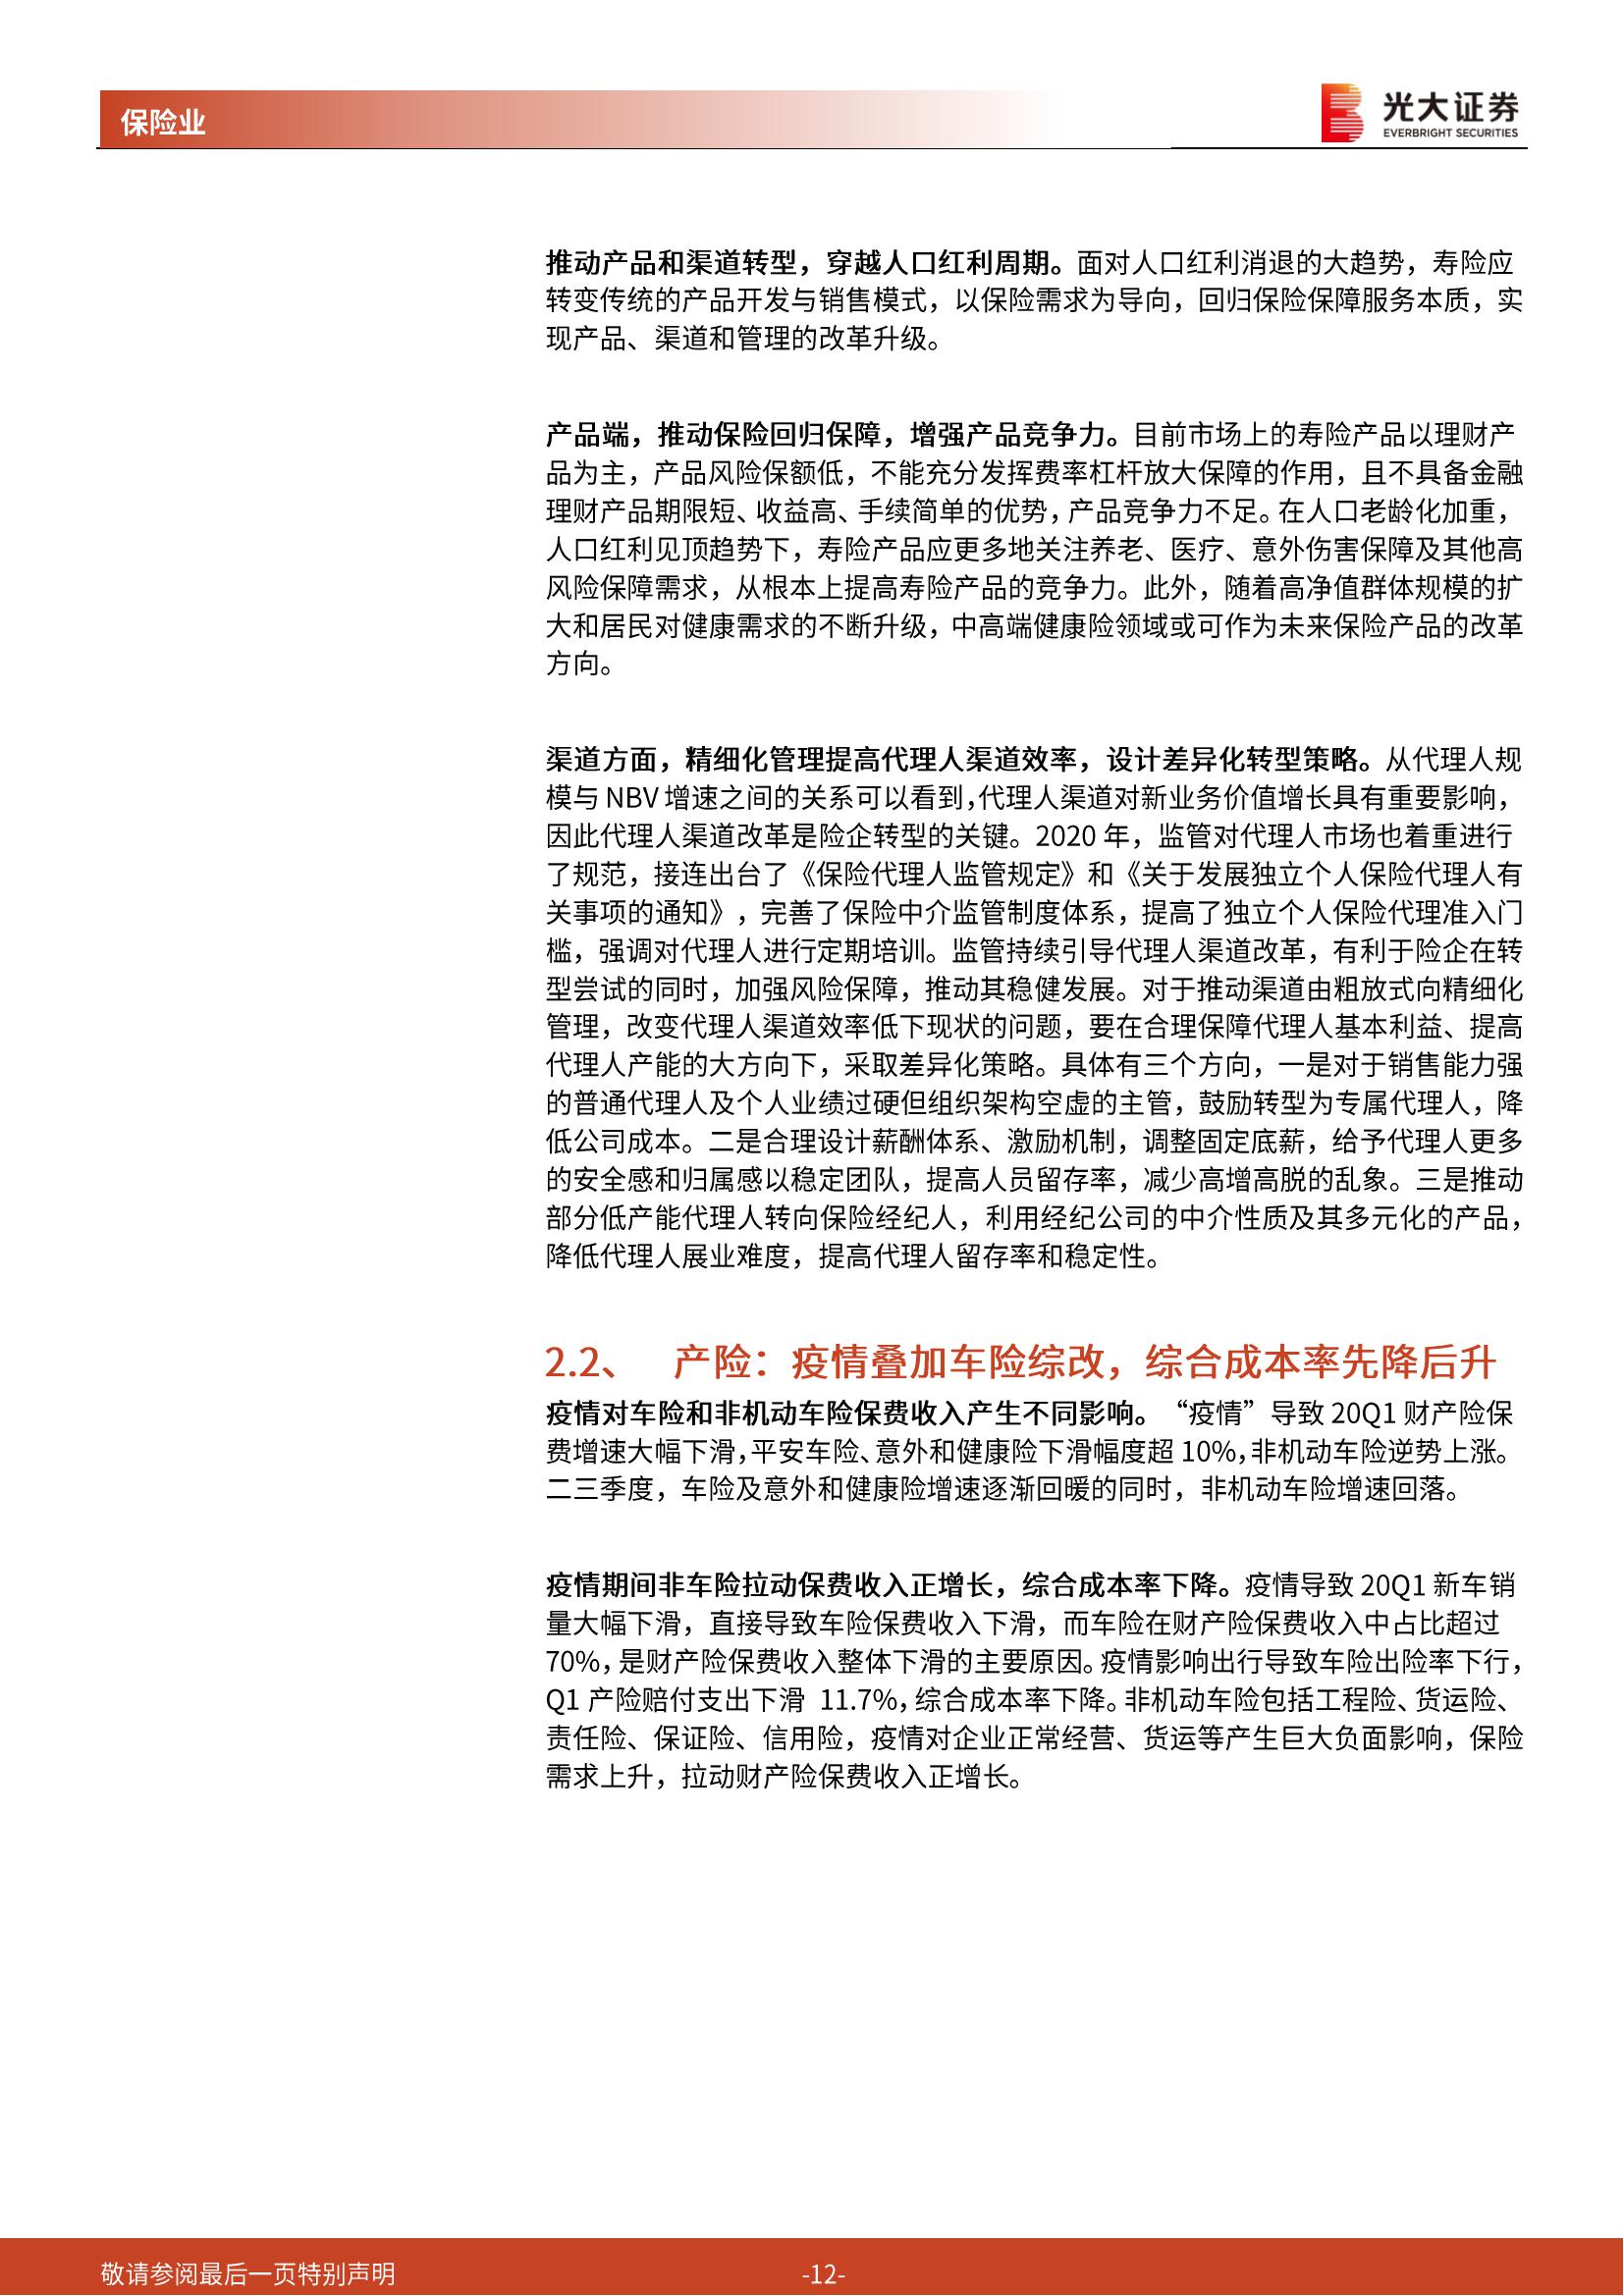 保险业
光大证券
EVERBRIGHT SECURITIES
推动产品和渠道转型，穿越人口红利周期。面对人口红利消退的大趋势，寿险应
转变传统的产品开发与销售模式，以保险需求为导向，回归保险保障服务本质，实
现产品、渠道和管理的改革升级。
产品端，推动保险回归保障，增强产品竞争力。目前市场上的寿险产品以理财产
品为主，产品风险保额低，不能充分发挥费率杠杆放大保障的作用，且不具备金融
理财产品期限短、收益高、手续简单的优势，产品竞争力不足。在人口老龄化加重，
人口红利见顶趋势下，寿险产品应更多地关注养老、医疗、意外伤害保障及其他高
风险保障需求，从根本上提高寿险产品的竞争力。此外，随着高净值群体规模的扩
大和居民对健康需求的不断升级，中高端健康险领域或可作为未来保险产品的改革
方向。
渠道方面，精细化管理提高代理人渠道效率，设计差异化转型策略。从代理人规
模与 NBV 增速之间的关系可以看到，代理人渠道对新业务价值增长具有重要影响，
因此代理人渠道改革是险企转型的关键。2020 年，监管对代理人市场也着重进行
了规范，接连出台了《保险代理人监管规定》和《关于发展独立个人保险代理人有
关事项的通知》，完善了保险中介监管制度体系，提高了独立个人保险代理准入门
槛，强调对代理人进行定期培训。监管持续引导代理人渠道改革，有利于险企在转
型尝试的同时，加强风险保障，推动其稳健发展。对于推动渠道由粗放式向精细化
管理，改变代理人渠道效率低下现状的问题，要在合理保障代理人基本利益、提高
代理人产能的大方向下，采取差异化策略。具体有三个方向，一是对于销售能力强
的普通代理人及个人业绩过硬但组织架构空虚的主管，鼓励转型为专属代理人，降
低公司成本。二是合理设计薪酬体系、激励机制，调整固定底薪，给予代理人更多
的安全感和归属感以稳定团队，提高人员留存率，减少高增高脱的乱象。三是推动
部分低产能代理人转向保险经纪人，利用经纪公司的中介性质及其多元化的产品，
降低代理人展业难度，提高代理人留存率和稳定性。
2.2、 产险：疫情叠加车险综改，综合成本率先降后升
疫情对车险和非机动车险保费收入产生不同影响。“疫情”导致 20Q1 财产险保
费增速大幅下滑，平安车险、意外和健康险下滑幅度超 10%，非机动车险逆势上涨。
二三季度，车险及意外和健康险增速逐渐回暖的同时，非机动车险增速回落。
疫情期间非车险拉动保费收入正增长，综合成本率下降。疫情导致 20Q1 新车销
量大幅下滑，直接导致车险保费收入下滑，而车险在财产险保费收入中占比超过
70%，是财产险保费收入整体下滑的主要原因。疫情影响出行导致车险出险率下行，
Q1 产险赔付支出下滑 11.7%，综合成本率下降。非机动车险包括工程险、货运险、
责任险、保证险、信用险，疫情对企业正常经营、货运等产生巨大负面影响，保险
需求上升，拉动财产险保费收入正增长。
敬请参阅最后一页特别声明
-12-